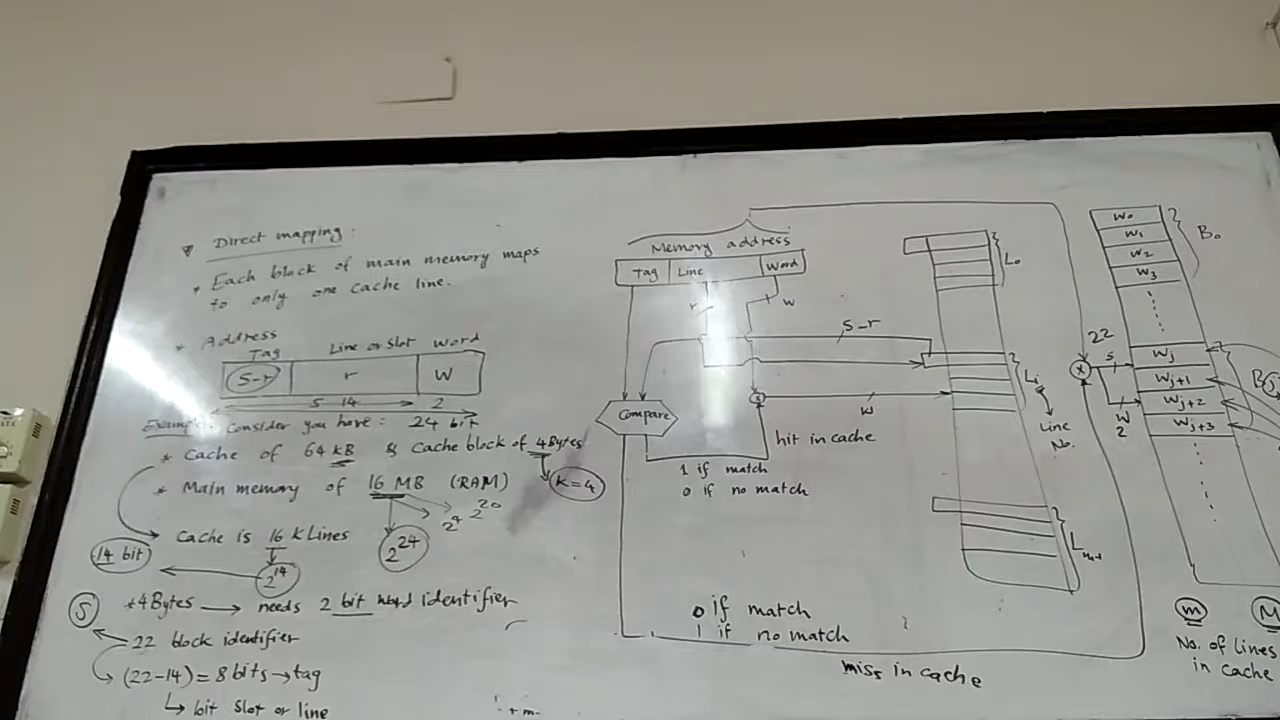 Direct mapping:
* Each block of main memory maps
to only one cache line.
* Address
Tag Line or Slot word
S-r r W
S 14 2
Example: Consider you have: 24 bit
* Cache of 64 kB & Cache block of 4Bytes
k=4
* Main memory of 16 MB (RAM)
2^4 2^20
2^24
Cache is 16 k Lines
14 bit
2^14
S
*4Bytes → needs 2 bit word identifier
22 block identifier
(22-14) = 8 bits → tag
↳ bit slot or line
Memory address
Tag Line Word
r w
S-r
Compare
w
hit in cache
1 if match
0 if no match
0 if match
1 if no match
miss in cache
L0
Li
Line
No.
Lm-1
22
S
W
2
W0
W1
W2
W3
B0
Wj
Wj+1
Wj+2
Wj+3
Bj
m
M
No. of lines
in cache